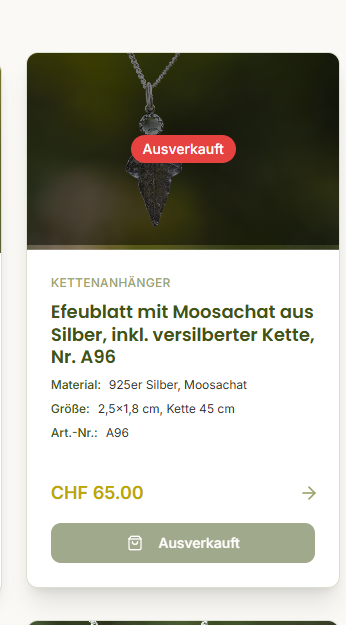 Ausverkauft
KETTENANHÄNGER
Efeublatt mit Moosachat aus
Silber, inkl. versilberter Kette,
Nr. A96
Material: 925er Silber, Moosachat
Größe: 2,5×1,8 cm, Kette 45 cm
Art.-Nr.: A96
CHF 65.00
Ausverkauft